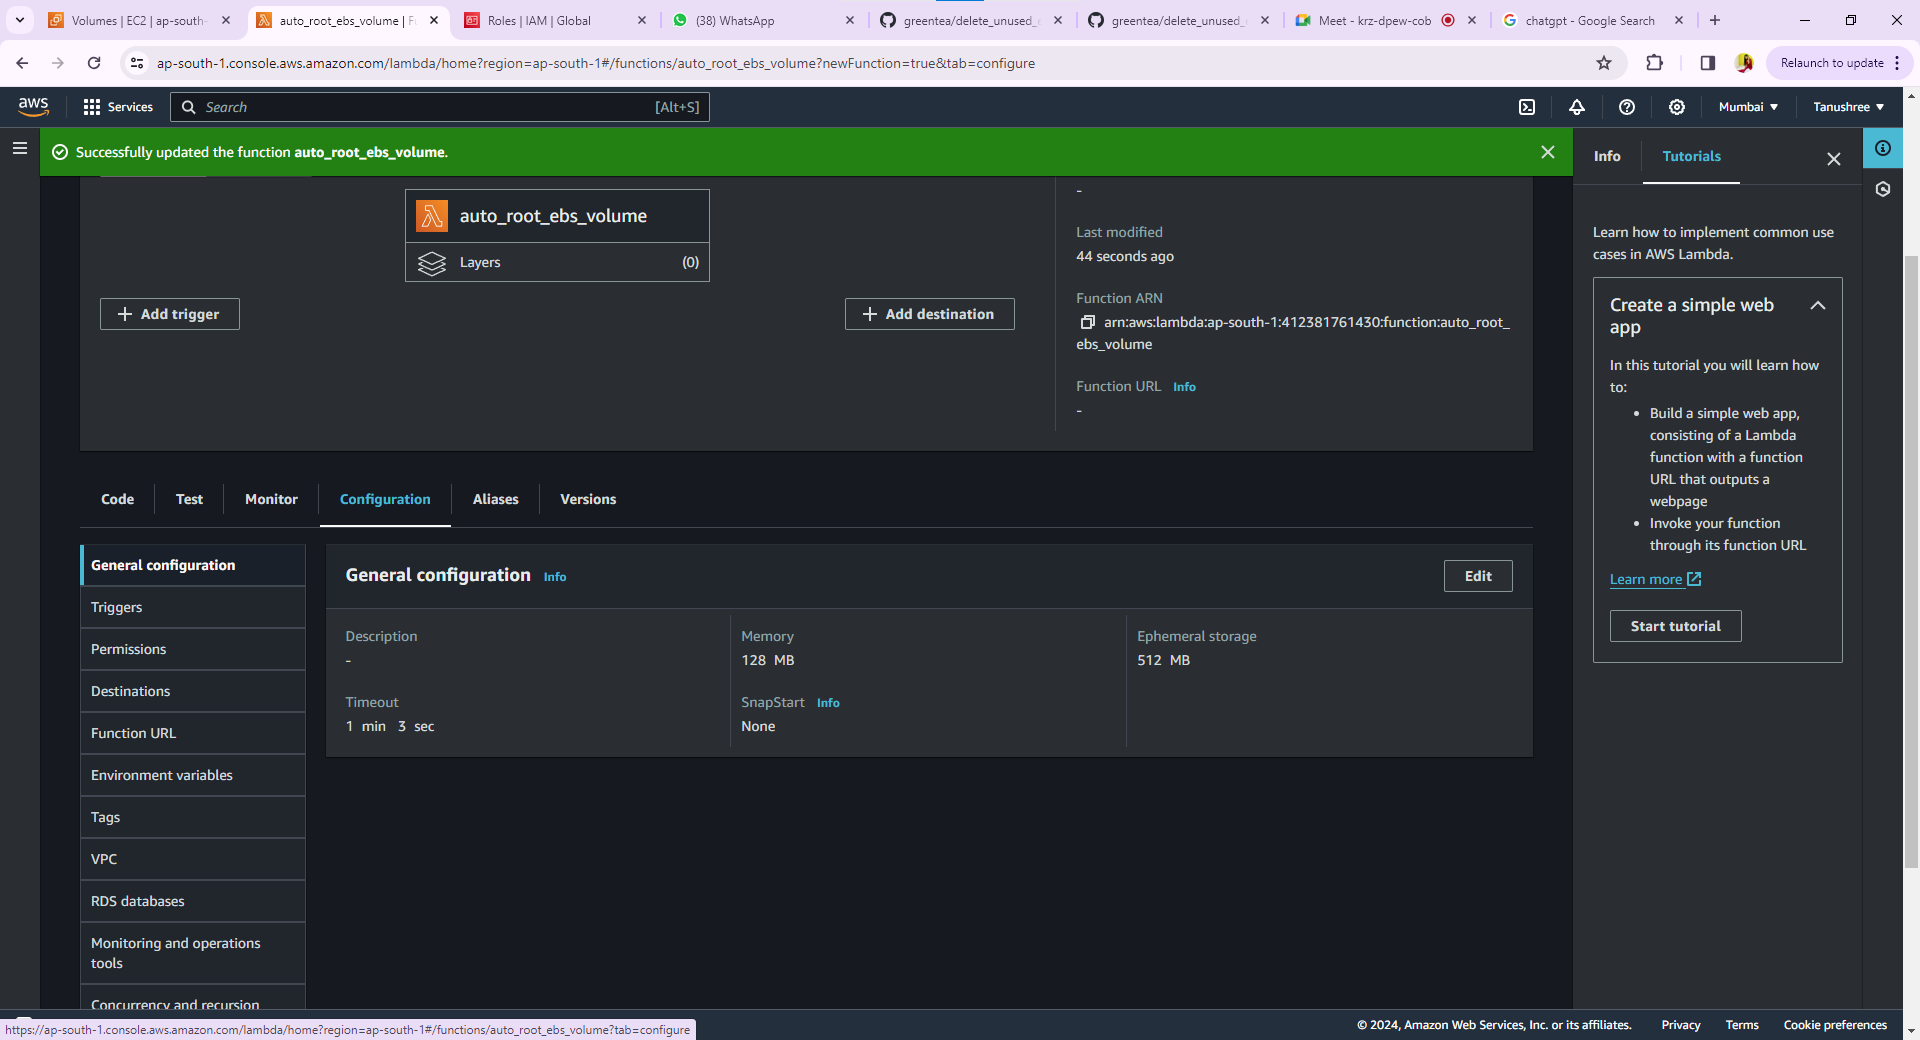 Volumes | EC2 | ap-south-
auto_root_ebs_volume | Fu
Roles | IAM | Global
(38) WhatsApp
greentea/delete_unused_e
greentea/delete_unused_e
Meet - krz-dpew-cob
chatgpt - Google Search
ap-south-1.console.aws.amazon.com/lambda/home?region=ap-south-1#/functions/auto_root_ebs_volume?newFunction=true&tab=configure
Relaunch to update
aws
Services
Search
[Alt+S]
Mumbai
Tanushree
Successfully updated the function auto_root_ebs_volume.
auto_root_ebs_volume
Layers
(0)
Add trigger
Add destination
-
Last modified
44 seconds ago
Function ARN
arn:aws:lambda:ap-south-1:412381761430:function:auto_root_
ebs_volume
Function URL Info
-
Code
Test
Monitor
Configuration
Aliases
Versions
General configuration
Triggers
Permissions
Destinations
Function URL
Environment variables
Tags
VPC
RDS databases
Monitoring and operations
tools
Concurrency and recursion
General configuration Info
Edit
Description
-
Memory
128 MB
Ephemeral storage
512 MB
Timeout
1 min 3 sec
SnapStart Info
None
Info
Tutorials
Learn how to implement common use
cases in AWS Lambda.
Create a simple web
app
In this tutorial you will learn how
to:
• Build a simple web app,
consisting of a Lambda
function with a function
URL that outputs a
webpage
• Invoke your function
through its function URL
Learn more
Start tutorial
https://ap-south-1.console.aws.amazon.com/lambda/home?region=ap-south-1#/functions/auto_root_ebs_volume?tab=configure
© 2024, Amazon Web Services, Inc. or its affiliates.
Privacy
Terms
Cookie preferences